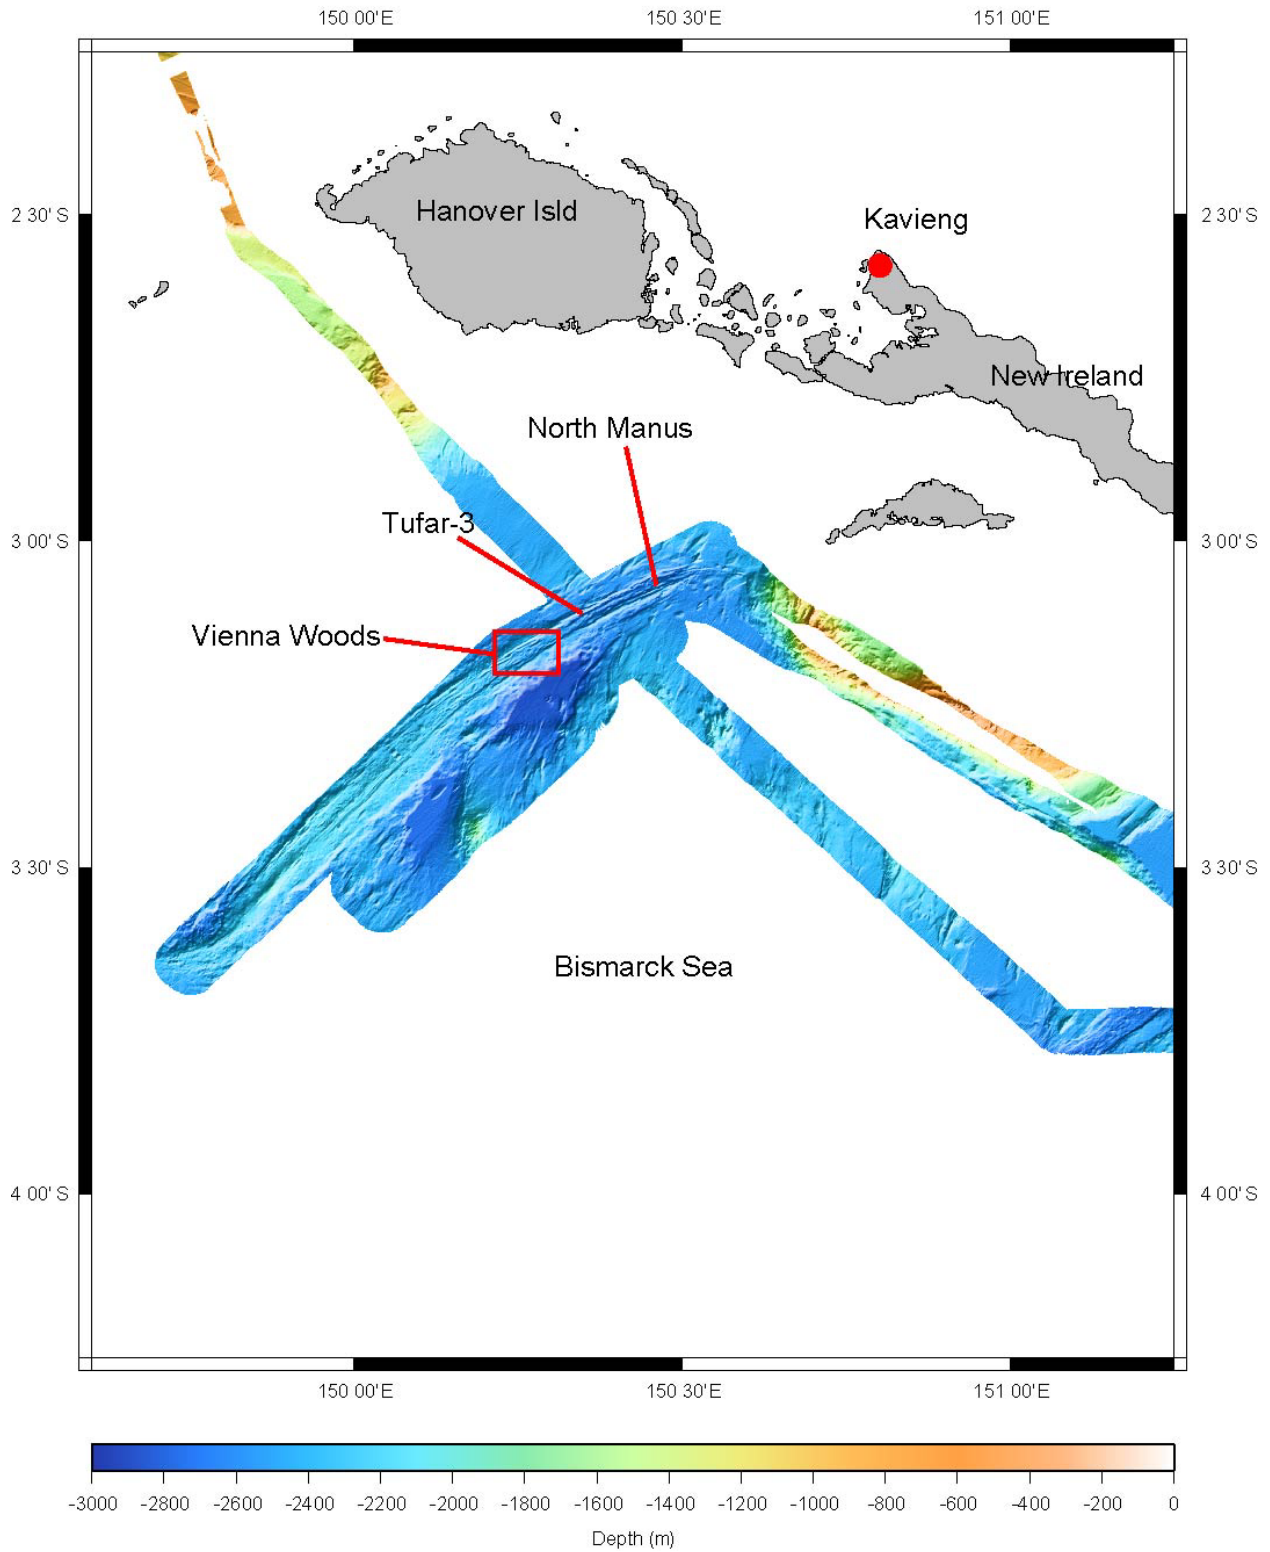 150 00'E 150 30'E 151 00'E
Hanover Isld
2 30' S Kavieng 2 30' S
New Ireland
North Manus
Tufar-3
3 00' S 3 00' S
Vienna Woods
3 30' S 3 30' S
Bismarck Sea
4 00' S 4 00' S
150 00'E 150 30'E 151 00'E
-3000 -2800 -2600 -2400 -2200 -2000 -1800 -1600 -1400 -1200 -1000 -800 -600 -400 -200 0
Depth (m)